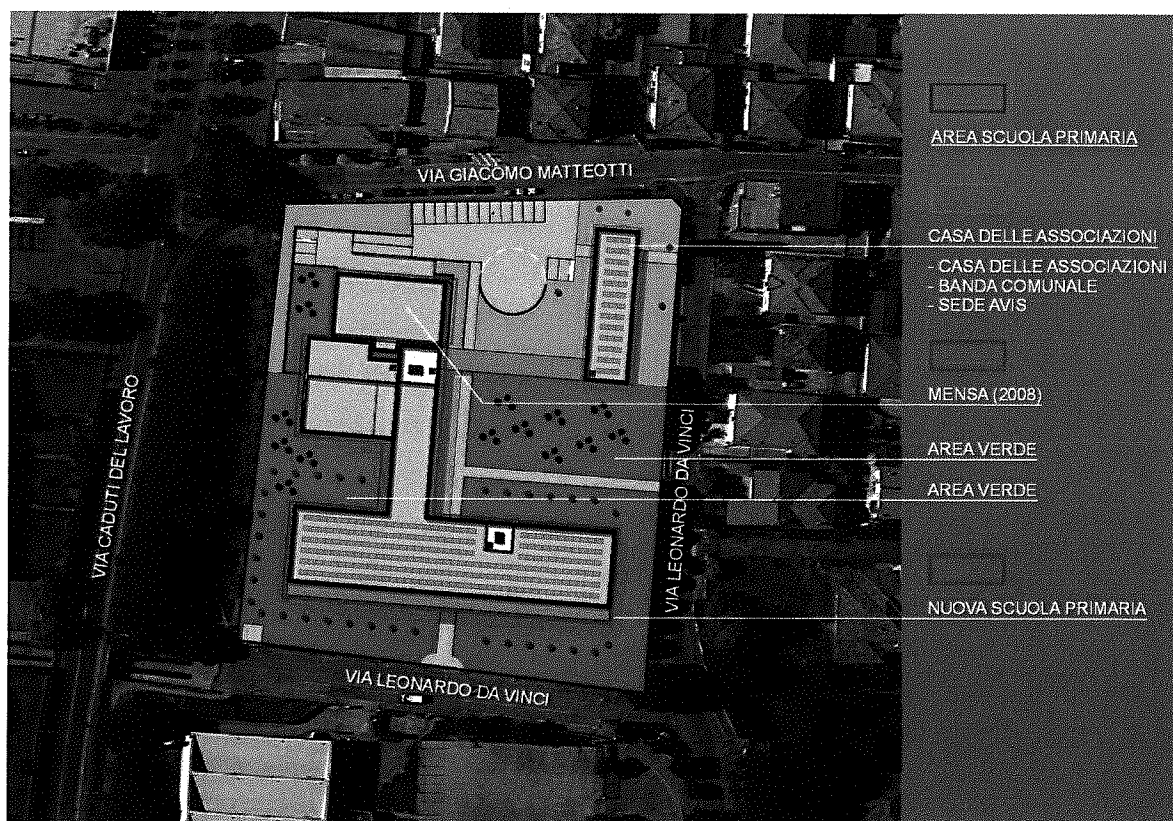 AREA SCUOLA PRIMARIA
VIA GIACOMO MATTEOTTI
CASA DELLE ASSOCIAZIONI
- CASA DELLE ASSOCIAZIONI
- BANDA COMUNALE
- SEDE AVIS
MENSA (2008)
AREA VERDE
AREA VERDE
VIA CADUTI DEL LAVORO
VIA LEONARDO DA VINCI
NUOVA SCUOLA PRIMARIA
VIA LEONARDO DA VINCI